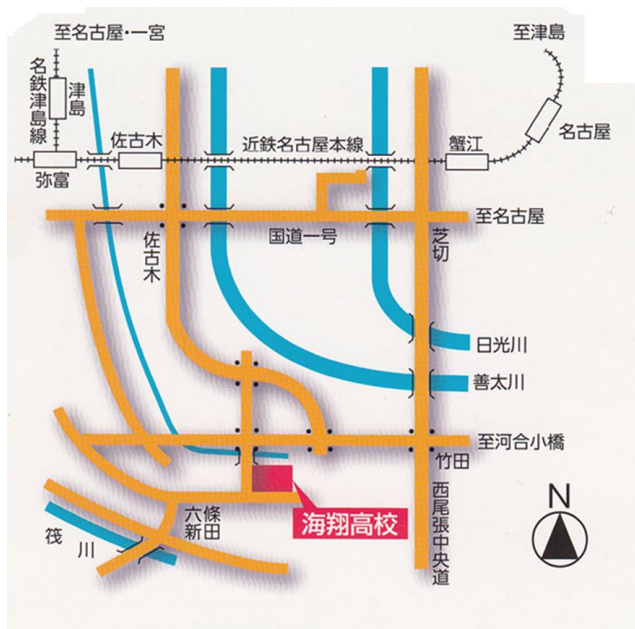 至名古屋・一宮
至津島
名鉄津島線
津島
佐古木
近鉄名古屋本線
蟹江
名古屋
弥富
至名古屋
佐古木
国道一号
芝切
日光川
善太川
至河合小橋
竹田
西尾張中央道
六條
新田
海翔高校
筏川
N